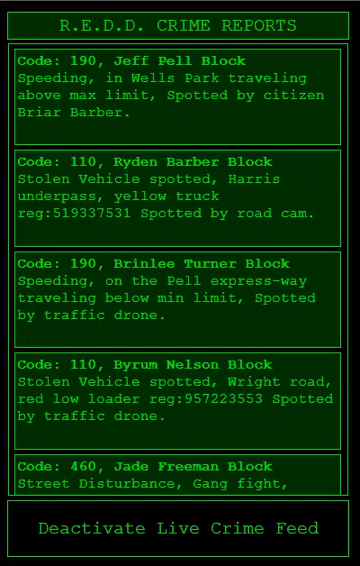 R.E.D.D. CRIME REPORTS
Code: 190, Jeff Pell Block
Speeding, in Wells Park traveling
above max limit, Spotted by citizen
Briar Barber.
Code: 110, Ryden Barber Block
Stolen Vehicle spotted, Harris
underpass, yellow truck
reg:519337531 Spotted by road cam.
Code: 190, Brinlee Turner Block
Speeding, on the Pell express-way
traveling below min limit, Spotted
by traffic drone.
Code: 110, Byrum Nelson Block
Stolen Vehicle spotted, Wright road,
red low loader reg:957223553 Spotted
by traffic drone.
Code: 460, Jade Freeman Block
Street Disturbance, Gang fight,
Deactivate Live Crime Feed